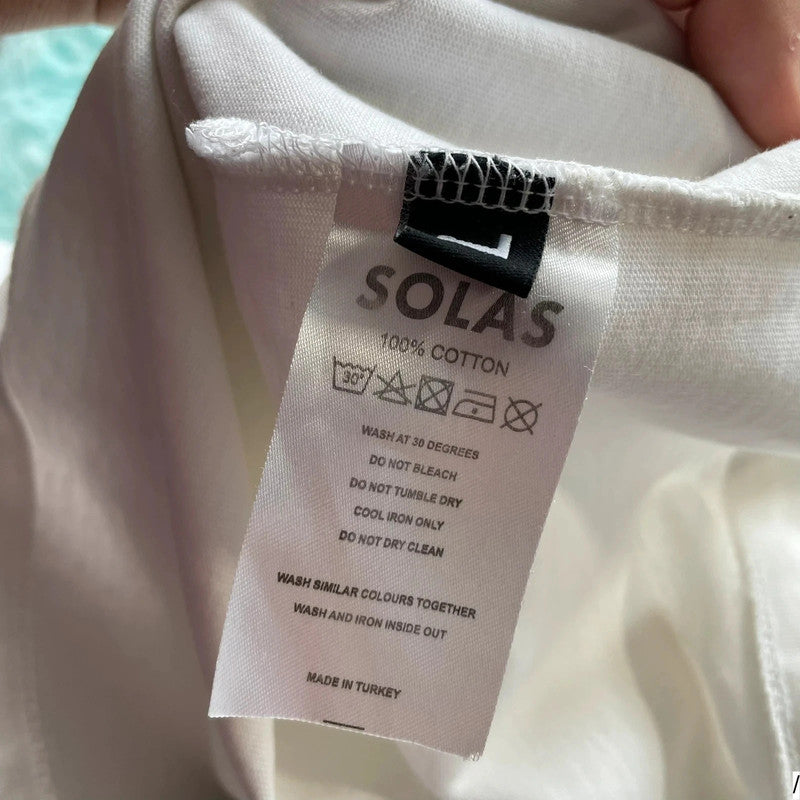 L
SOLAS
100% COTTON
30°
WASH AT 30 DEGREES
DO NOT BLEACH
DO NOT TUMBLE DRY
COOL IRON ONLY
DO NOT DRY CLEAN
WASH SIMILAR COLOURS TOGETHER
WASH AND IRON INSIDE OUT
MADE IN TURKEY
/